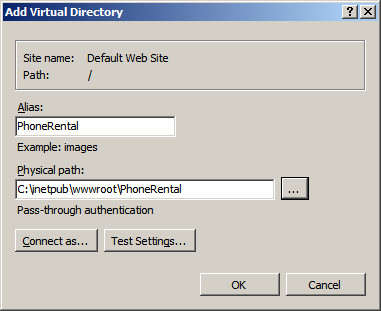 Add Virtual Directory
Site name: Default Web Site
Path: /
Alias:
PhoneRental
Example: images
Physical path:
C:\inetpub\wwwroot\PhoneRental
...
Pass-through authentication
Connect as... Test Settings...
OK Cancel